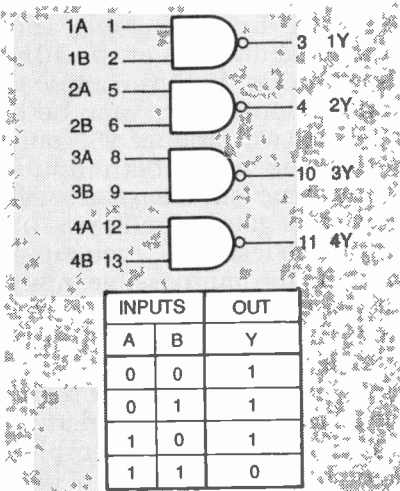 1A 1
3 1Y
1B 2
2A 5
4 2Y
2B 6
3A 8
10 3Y
3B 9
4A 12
11 4Y
4B 13
INPUTS OUT
A B Y
0 0 1
0 1 1
1 0 1
1 1 0